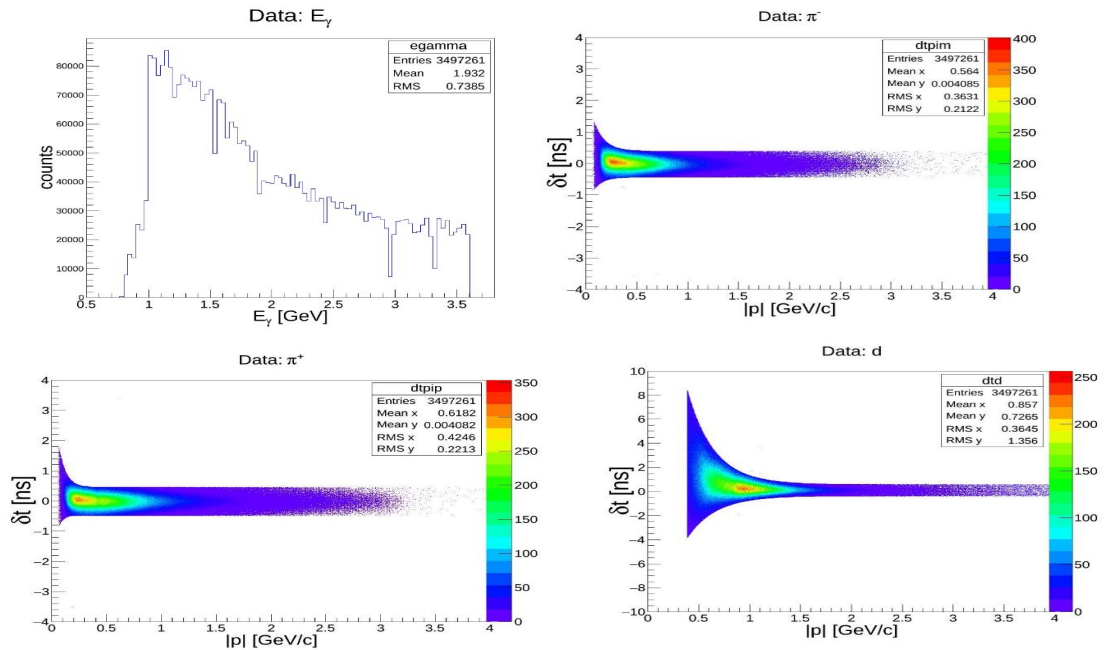 Data: Eγ
egamma
Entries 3497261
Mean 1.932
RMS 0.7385
counts
80000
70000
60000
50000
40000
30000
20000
10000
0
0.5 1 1.5 2 2.5 3 3.5
Eγ [GeV]
Data: π-
dtpim
Entries 3497261
Mean x 0.564
Mean y 0.004085
RMS x 0.3631
RMS y 0.2122
δt [ns]
4
3
2
1
0
−1
−2
−3
−4
0 0.5 1 1.5 2 2.5 3 3.5 4
|p| [GeV/c]
400
350
300
250
200
150
100
50
0
Data: π+
dtpip
Entries 3497261
Mean x 0.6182
Mean y 0.004082
RMS x 0.4246
RMS y 0.2213
δt [ns]
4
3
2
1
0
−1
−2
−3
−4
0 0.5 1 1.5 2 2.5 3 3.5 4
|p| [GeV/c]
350
300
250
200
150
100
50
0
Data: d
dtd
Entries 3497261
Mean x 0.857
Mean y 0.7265
RMS x 0.3645
RMS y 1.356
δt [ns]
10
8
6
4
2
0
−2
−4
−6
−8
−10
0 0.5 1 1.5 2 2.5 3 3.5 4
|p| [GeV/c]
250
200
150
100
50
0